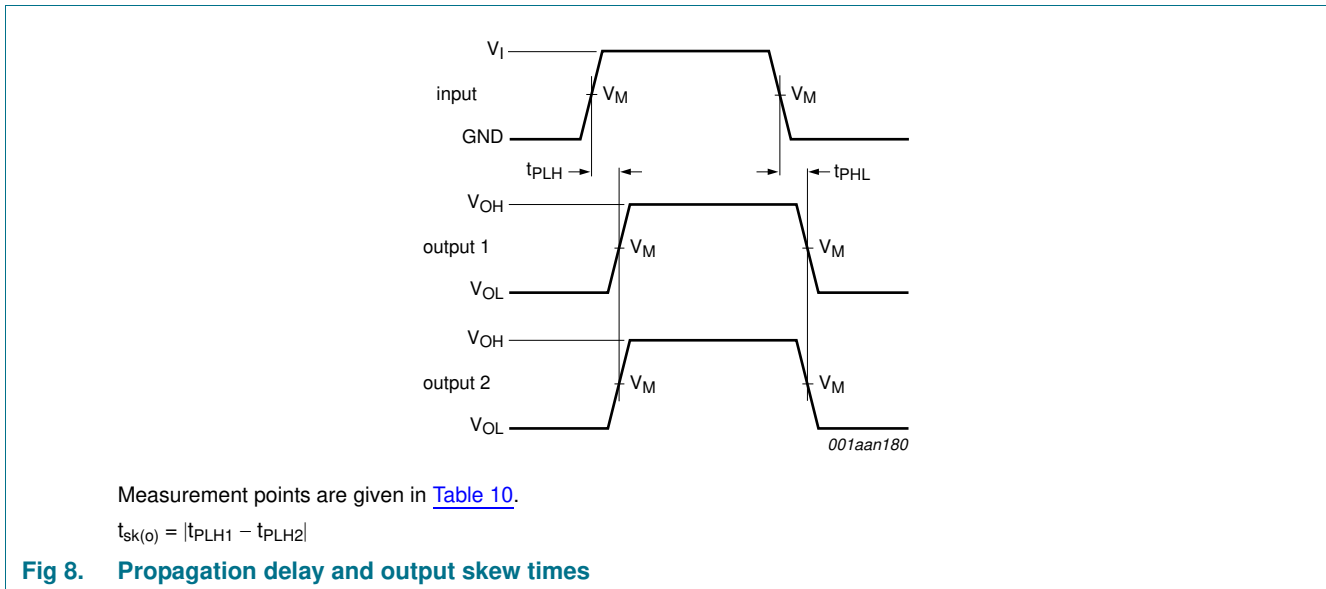 V_I
input V_M V_M
GND
t_PLH t_PHL
V_OH
output 1 V_M V_M
V_OL
V_OH
output 2 V_M V_M
V_OL
001aan180
Measurement points are given in Table 10.
t_sk(o) = |t_PLH1 − t_PLH2|
Fig 8. Propagation delay and output skew times